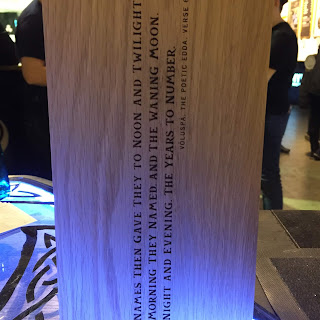 NAMES THEN GAVE THEY TO NOON AND TWILIGHT
MORNING THEY NAMED, AND THE WANING MOON,
NIGHT AND EVENING, THE YEARS TO NUMBER.
VOLUSPA, THE POETIC EDDA, VERSE